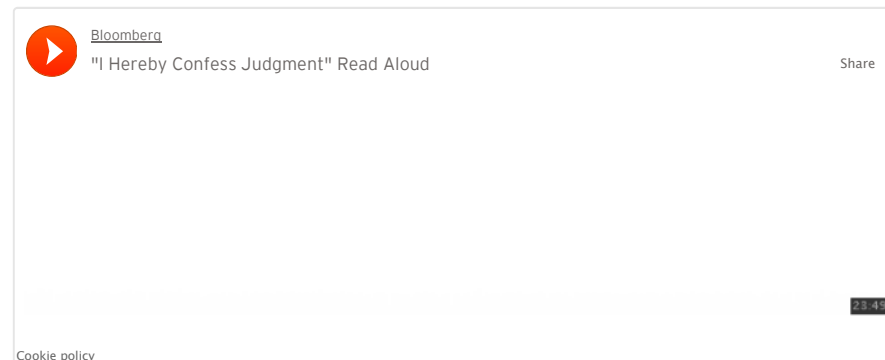 Bloomberg
"I Hereby Confess Judgment" Read Aloud
Share
23:49
Cookie policy